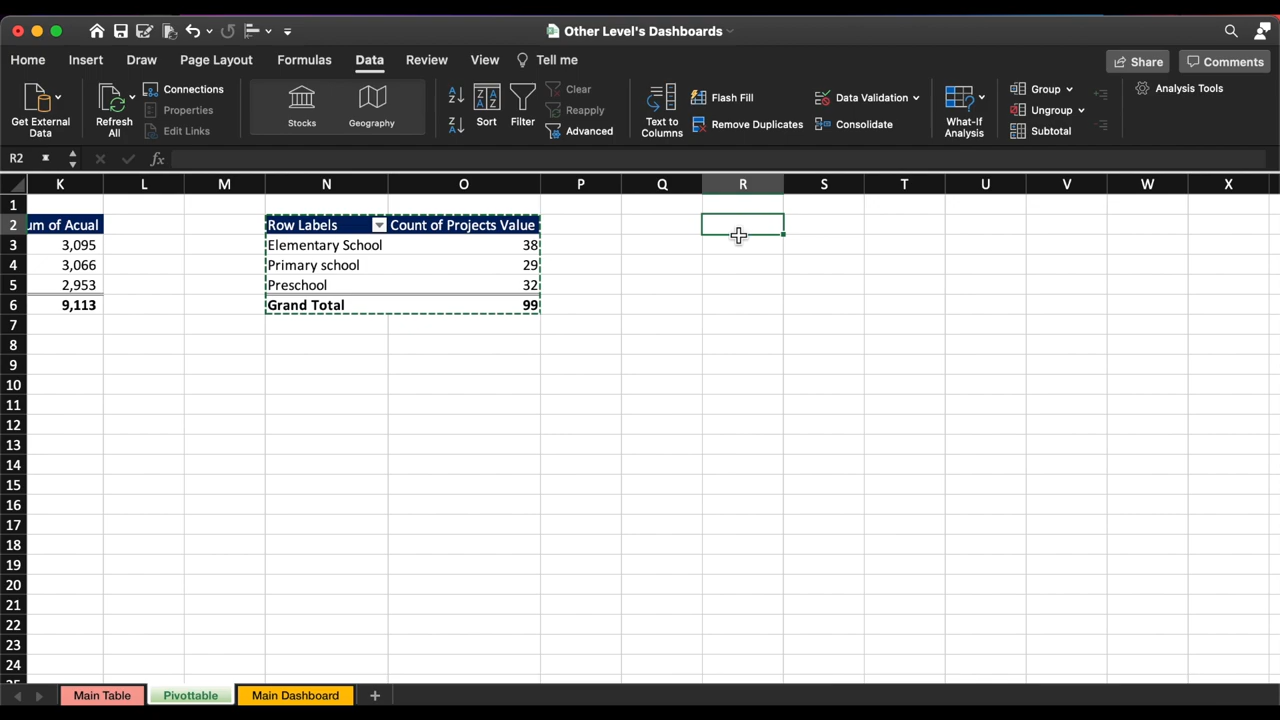 Other Level's Dashboards
Home Insert Draw Page Layout Formulas Data Review View Tell me Share Comments
Get External Data
Refresh All
Connections
Properties
Edit Links
Stocks
Geography
Sort
Filter
Clear
Reapply
Advanced
Text to Columns
Flash Fill
Remove Duplicates
Data Validation
Consolidate
What-If Analysis
Group
Ungroup
Subtotal
Analysis Tools
R2 fx
K L M N O P Q R S T U V W X
1
2 um of Acual Row Labels Count of Projects Value
3 3,095 Elementary School 38
4 3,066 Primary school 29
5 2,953 Preschool 32
6 9,113 Grand Total 99
7
8
9
10
11
12
13
14
15
16
17
18
19
20
21
22
23
24
Main Table Pivottable Main Dashboard